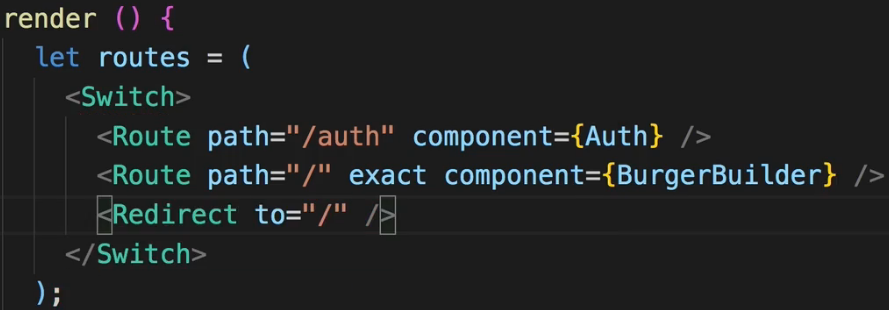 render () {
let routes = (
<Switch>
<Route path="/auth" component={Auth} />
<Route path="/" exact component={BurgerBuilder} />
<Redirect to="/" />
</Switch>
);